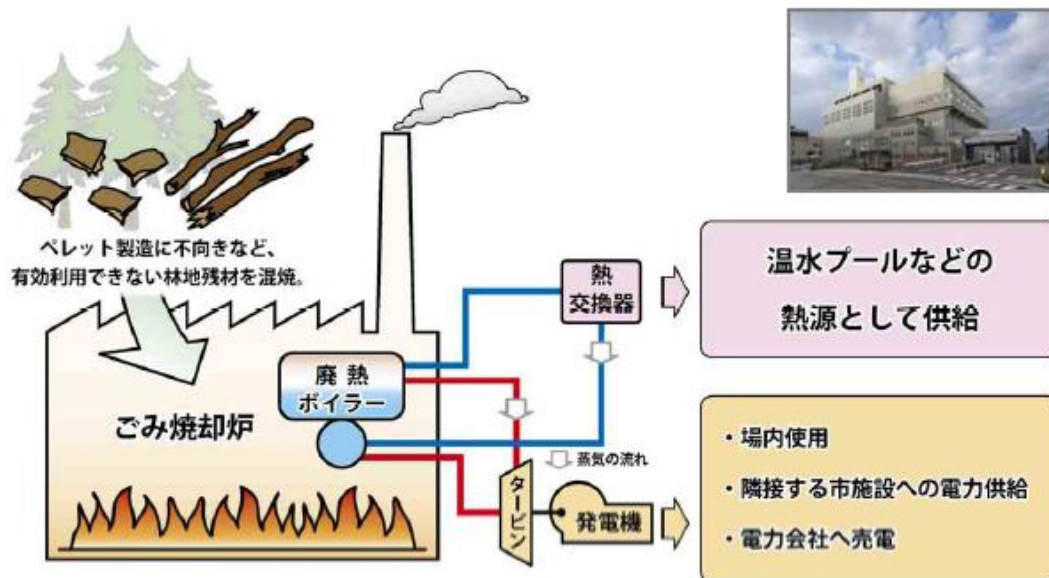 ペレット製造に不向きなど、
有効利用できない林地残材を混焼。
ごみ焼却炉
廃熱
ボイラー
熱
交換器
温水プールなどの
熱源として供給
蒸気の流れ
タービン
発電機
・場内使用
・隣接する市施設への電力供給
・電力会社へ売電